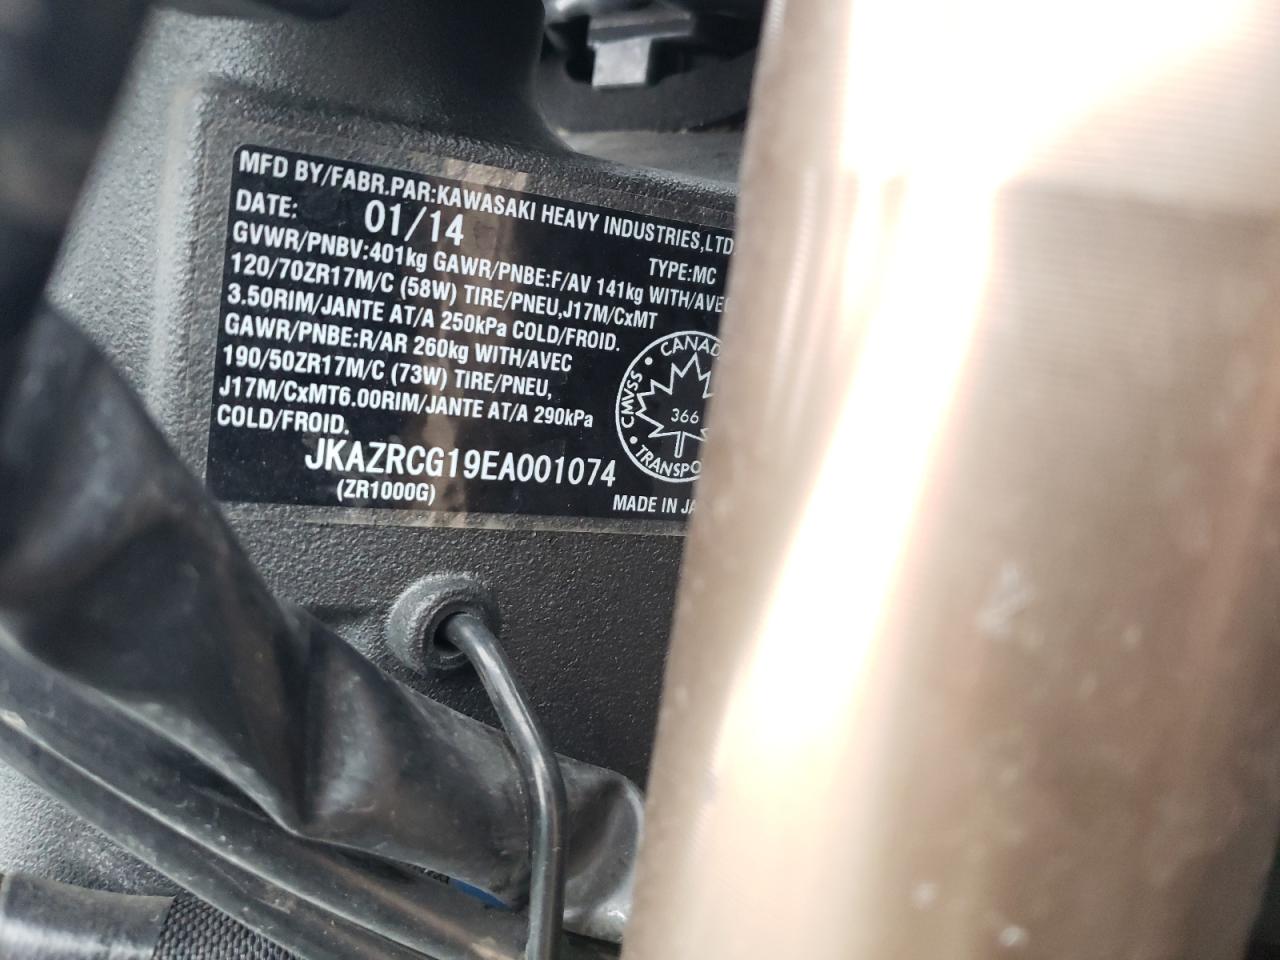 MFD BY/FABR.PAR:KAWASAKI HEAVY INDUSTRIES,LTD
DATE: 01/14 TYPE:MC
GVWR/PNBV:401kg GAWR/PNBE:F/AV 141kg WITH/AVEC
120/70ZR17M/C (58W) TIRE/PNEU,J17M/CxMT
3.50RIM/JANTE AT/A 250kPa COLD/FROID.
GAWR/PNBE:R/AR 260kg WITH/AVEC
190/50ZR17M/C (73W) TIRE/PNEU,
J17M/CxMT6.00RIM/JANTE AT/A 290kPa
COLD/FROID.
CANAD
CMVSS
366
TRANSPO
JKAZRCG19EA001074
(ZR1000G)
MADE IN JA